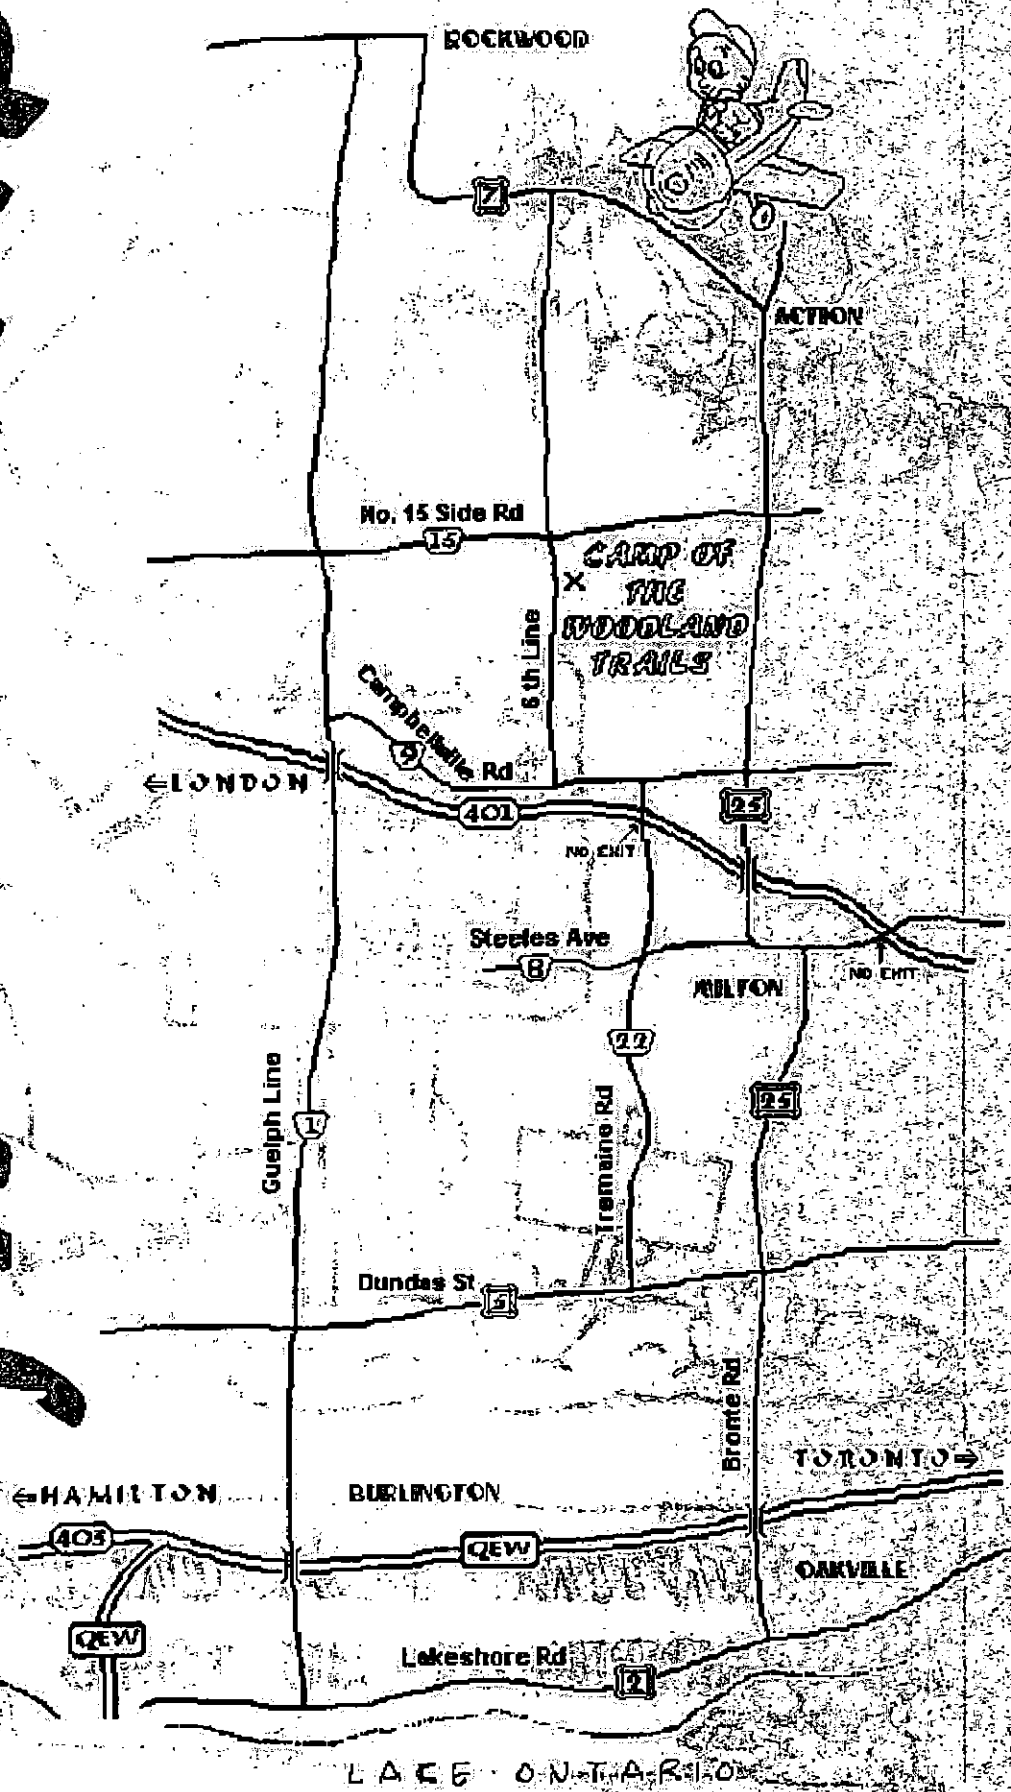 ROCKWOOD
7
ACTION
No. 15 Side Rd
15
CAMP OF
THE
WOODLAND
TRAILS
X
6 th Line
Campbellville Rd
9
⇐LONDON
401
25
NO EXIT
Steeles Ave
8
NO EXIT
MILTON
22
25
Guelph Line
1
Tremaine Rd
Dundas St
5
Bronte Rd
TORONTO⇒
⇐HAMILTON
BURLINGTON
403
QEW
OAKVILLE
QEW
Lakeshore Rd
2
LAKE ONTARIO